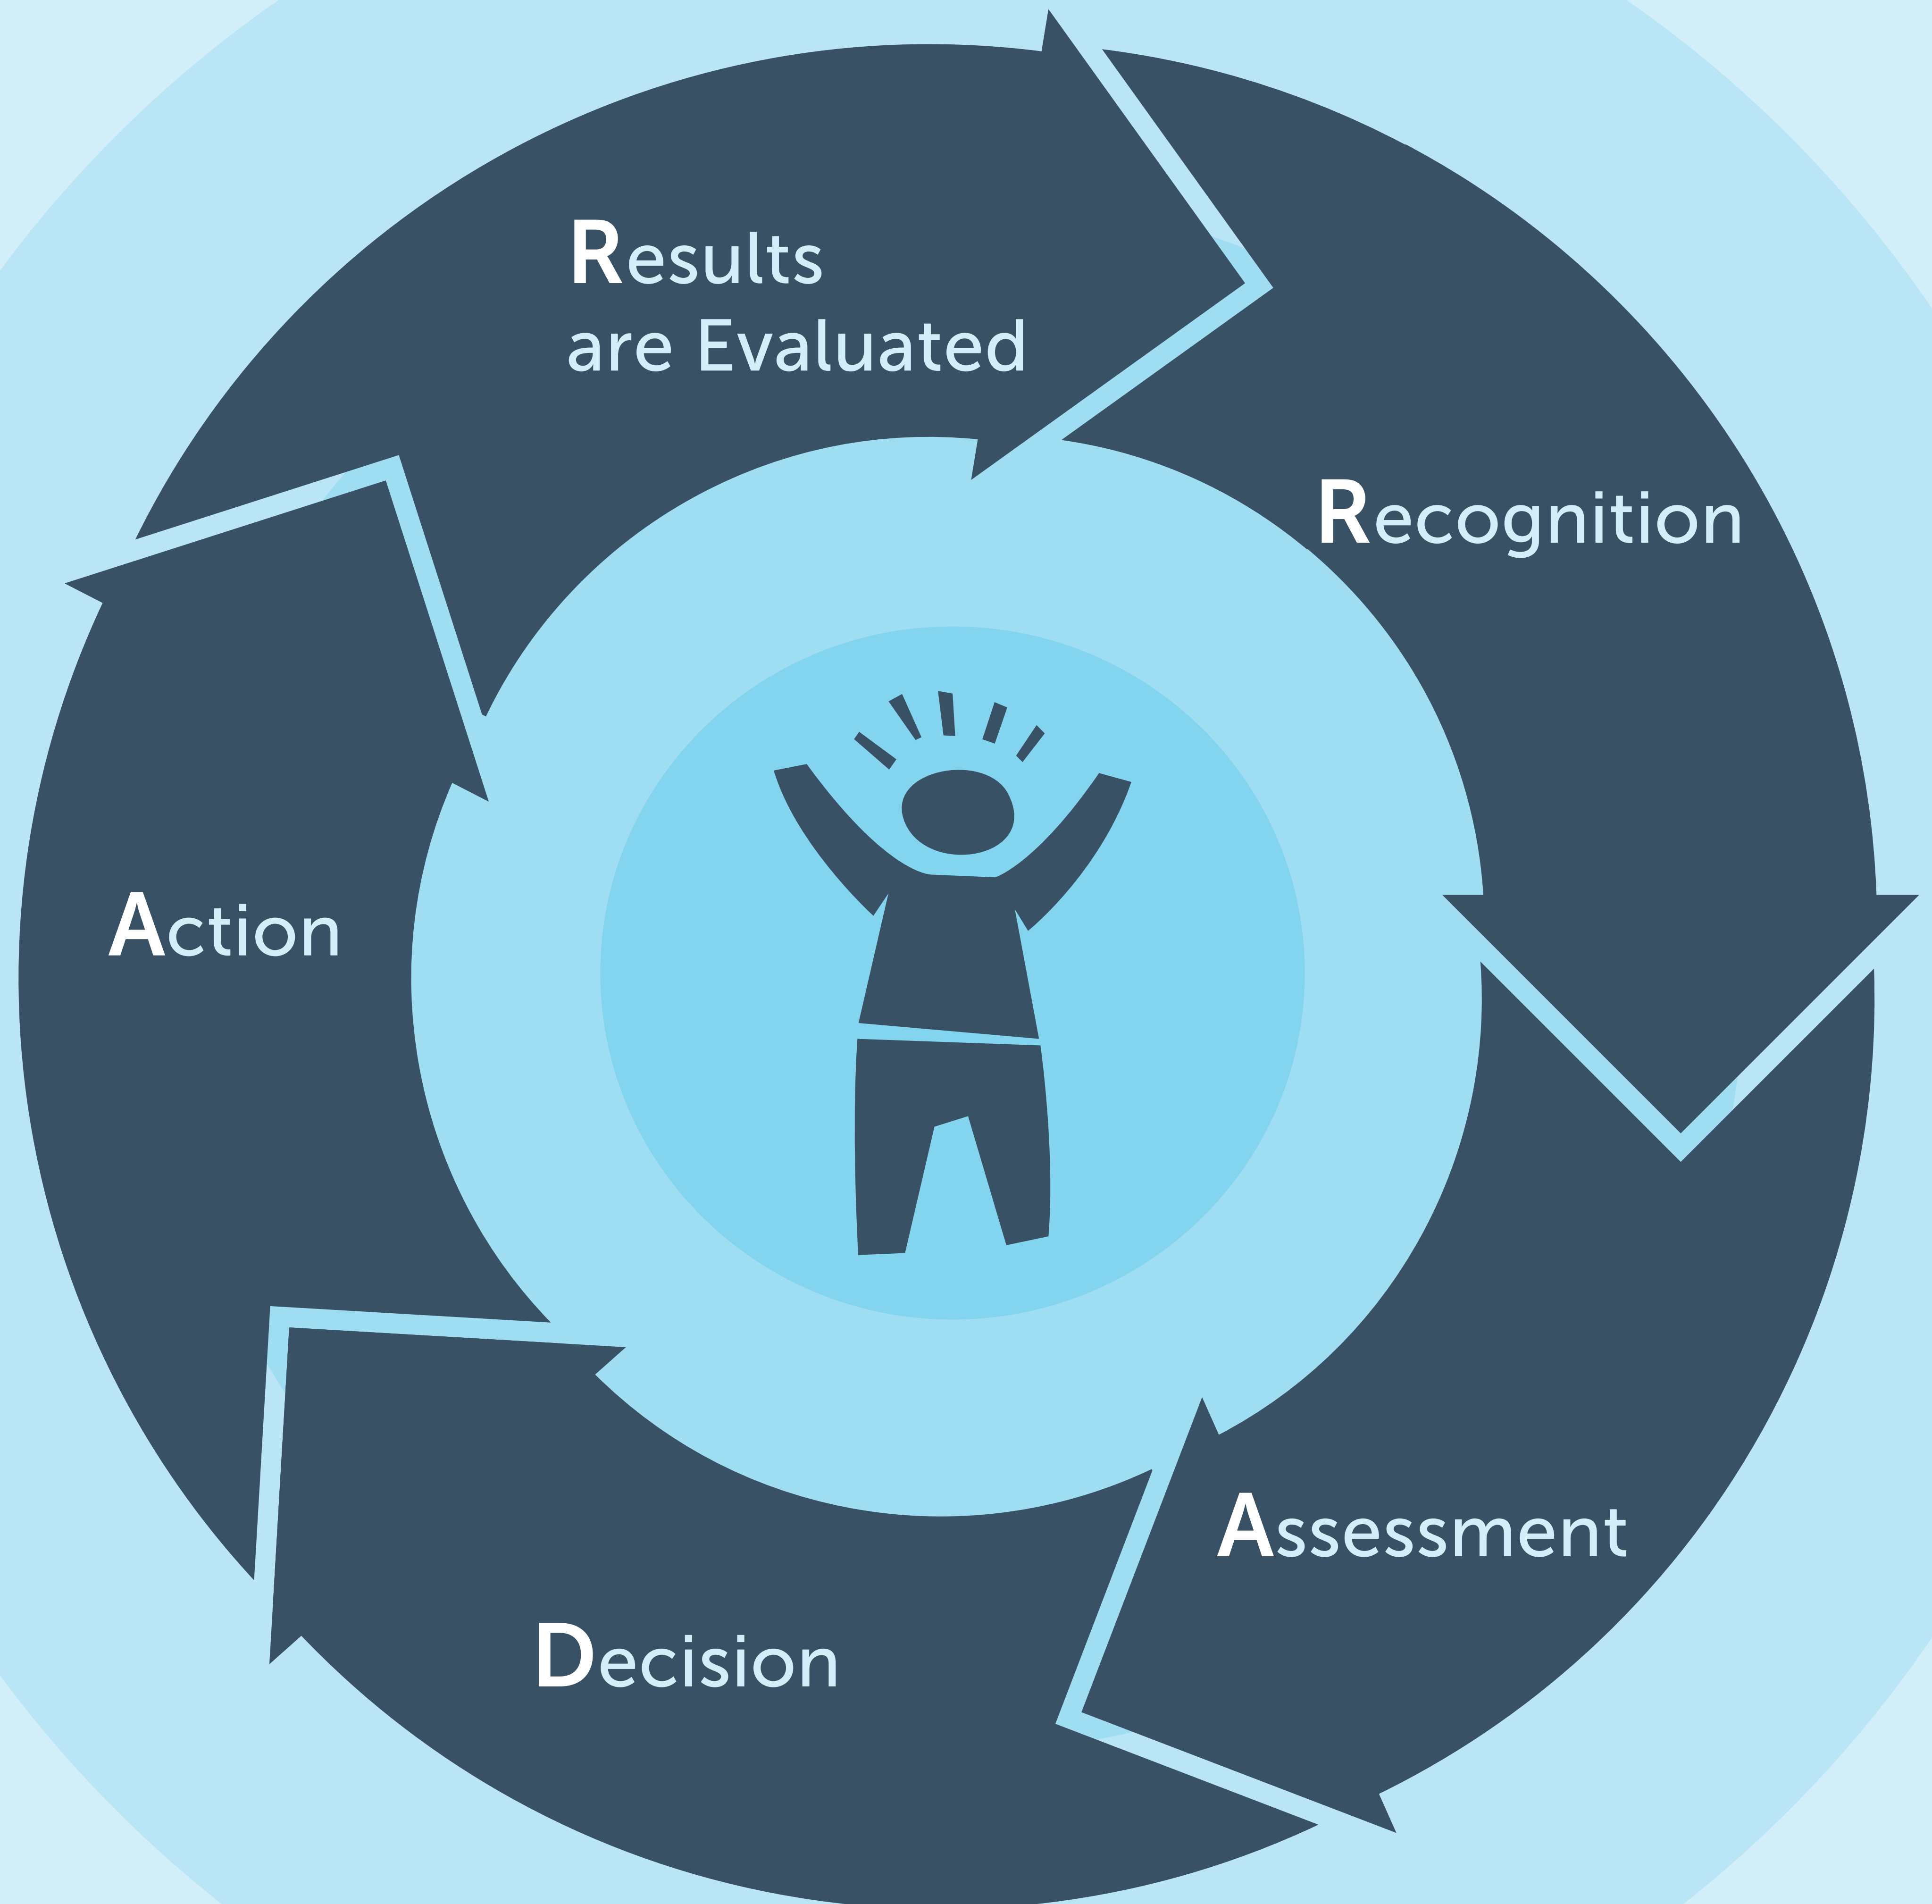 Results
are Evaluated
Recognition
Action
Assessment
Decision